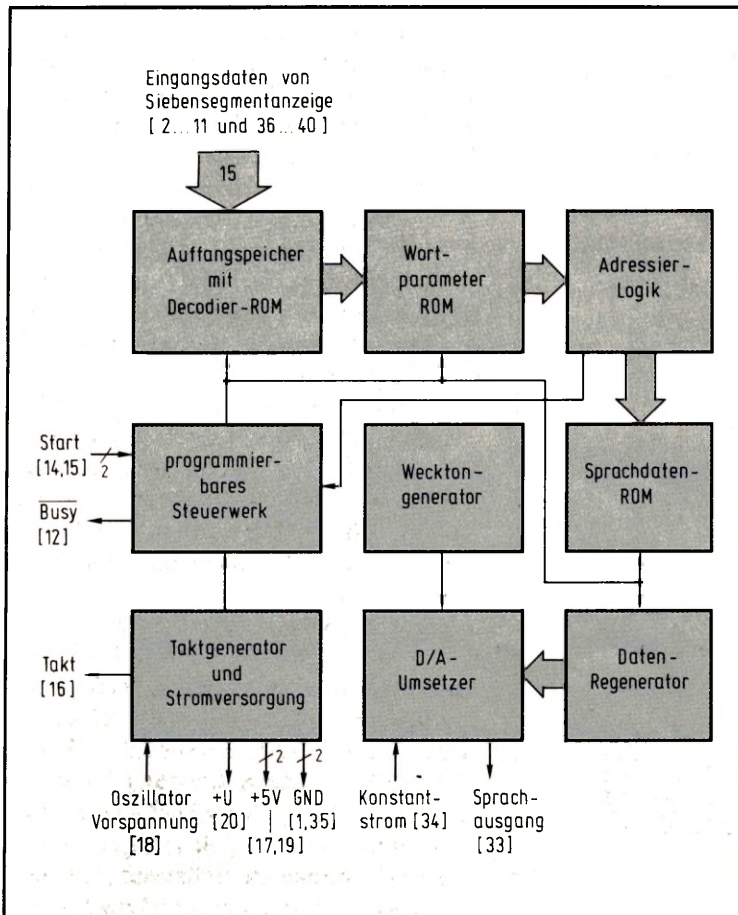 Eingangsdaten von
Siebensegmentanzeige
[ 2...11 und 36...40 ]
15
Auffangspeicher
mit
Decodier-ROM
Wort-
parameter
ROM
Adressier-
Logik
Start
[14,15]
2
programmier-
bares
Steuerwerk
Busy
[12]
Weckton-
generator
Sprachdaten-
ROM
Takt
[16]
Taktgenerator
und
Stromversorgung
D/A-
Umsetzer
Daten-
Regenerator
2
2
Oszillator
Vorspannung
[18]
+U
[20]
+5V
[17,19]
GND
[1,35]
Konstant-
strom [34]
Sprach-
ausgang
[33]